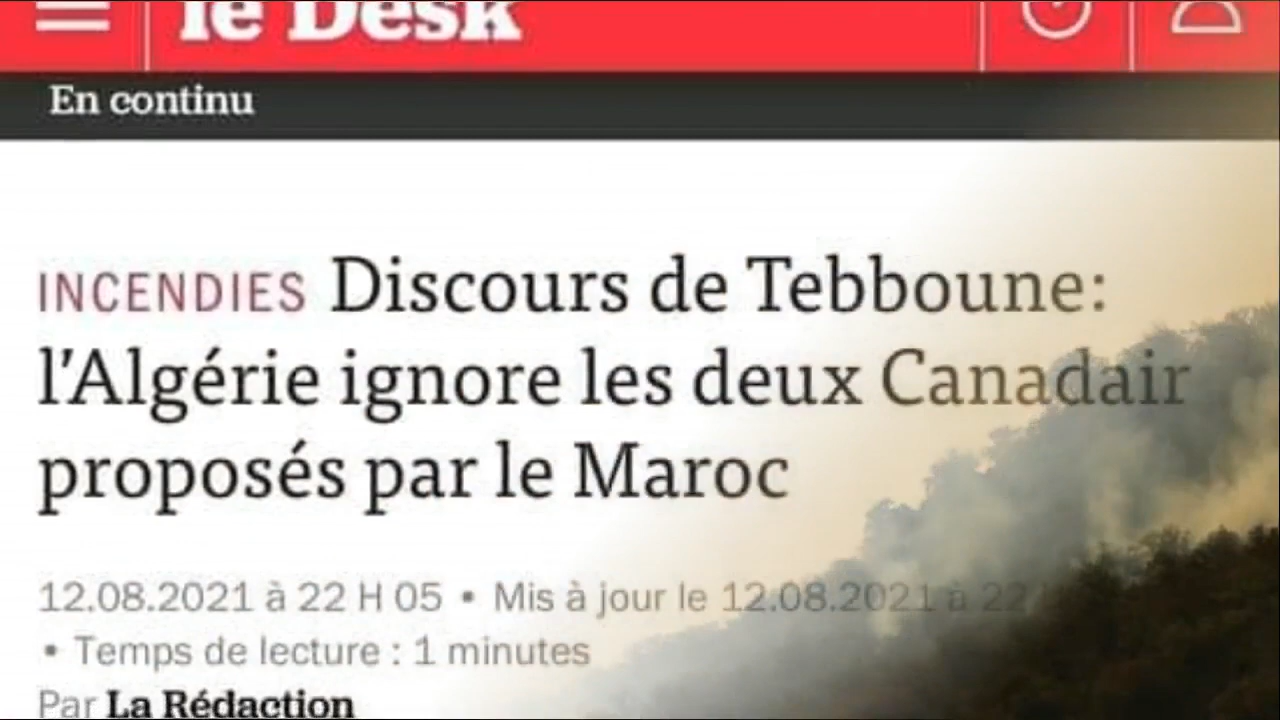 le Desk
En continu
INCENDIES Discours de Tebboune:
l'Algérie ignore les deux Canadair
proposés par le Maroc
12.08.2021 à 22 H 05 • Mis à jour le 12.08.2021 à 22
• Temps de lecture : 1 minutes
Par La Rédaction